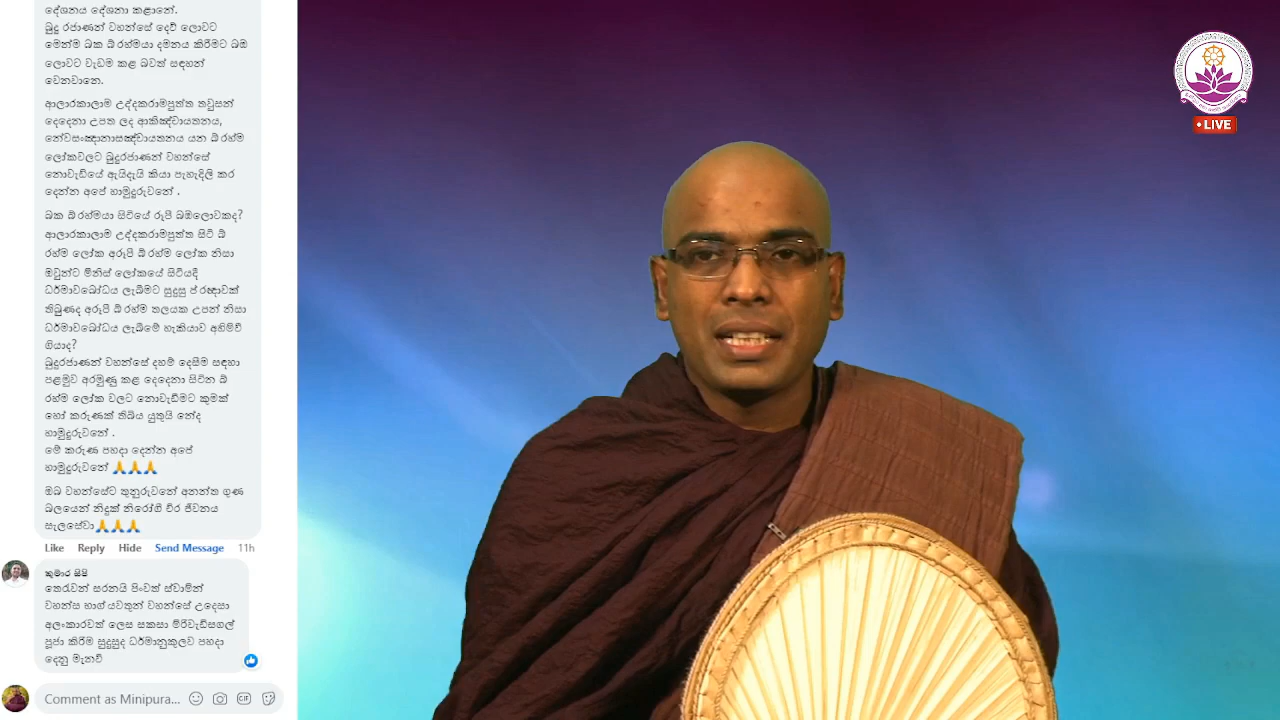 දේශනය දේශනා කළානේ.
බුදු රජාණන් වහන්සේ දෙව් ලොවට
මෙන්ම බක බ්‍රහ්මයා දමනය කිරීමට බඹ
ලොවට වැඩම කළ බවත් සඳහන්
වෙනවානෙ.
ආලාරකාලාම උද්දකරාමපුත්ත තවුසන්
දෙදෙනා උපත ලද ආකිඤ්චායතනය,
නේවසංඤානාසඤ්වායතනය යන බ්‍රහ්ම
ලෝකවලට බුදුරජාණන් වහන්සේ
නොවැඩියේ ඇයිදැයි කියා පැහැදිලි කර
දෙන්න අපේ හාමුදුරුවනේ .
බක බ්‍රහ්මයා සිටියේ රූපී බඹලොවකද?
ආලාරකාලාම උද්දකරාමපුත්ත සිටි බ්‍
රහ්ම ලෝක අරූපී බ්‍රහ්ම ලෝක නිසා
ඔවුන්ට මිනිස් ලෝකයේ සිටියදී
ධර්මාවබෝධය ලැබීමට සුදුසු ප්‍රඥාවක්
තිබුණද අරූපී බ්‍රහ්ම තලයක උපන් නිසා
ධර්මාවබෝධය ලැබීමේ හැකියාව අහිමිවී
ගියාද?
බුදුරජාණන් වහන්සේ දහම් දෙසීම සඳහා
පළමුව අරමුණු කළ දෙදෙනා සිටින බ්‍
රහ්ම ලෝක වලට නොවැඩීමට කුමක්
හෝ කරුණක් තිබිය යුතුයි නේද
හාමුදුරුවනේ .
මේ කරුණ පහදා දෙන්න අපේ
හාමුදුරුවනේ 🙏🙏🙏
ඔබ වහන්සේට තුනුරුවනේ අනන්ත ගුණ
බලයෙන් නිදුක් නිරෝගී චිර ජීවනය
සැලසේවා🙏🙏🙏
Like Reply Hide Send Message 11h
කුමාර සිසි
තෙරුවන් සරනයි පිංවත් ස්වාමීන්
වහන්ස භාග්‍යවතුන් වහන්සේ උදෙසා
අලංකාරවත් ලෙස සකසා මිරිවැඩිසගල්
පූජා කිරීම සුදුසුද ධර්මානුකූලව පහදා
දෙනු මැනවි
Comment as Minipura...
GIF
LIVE